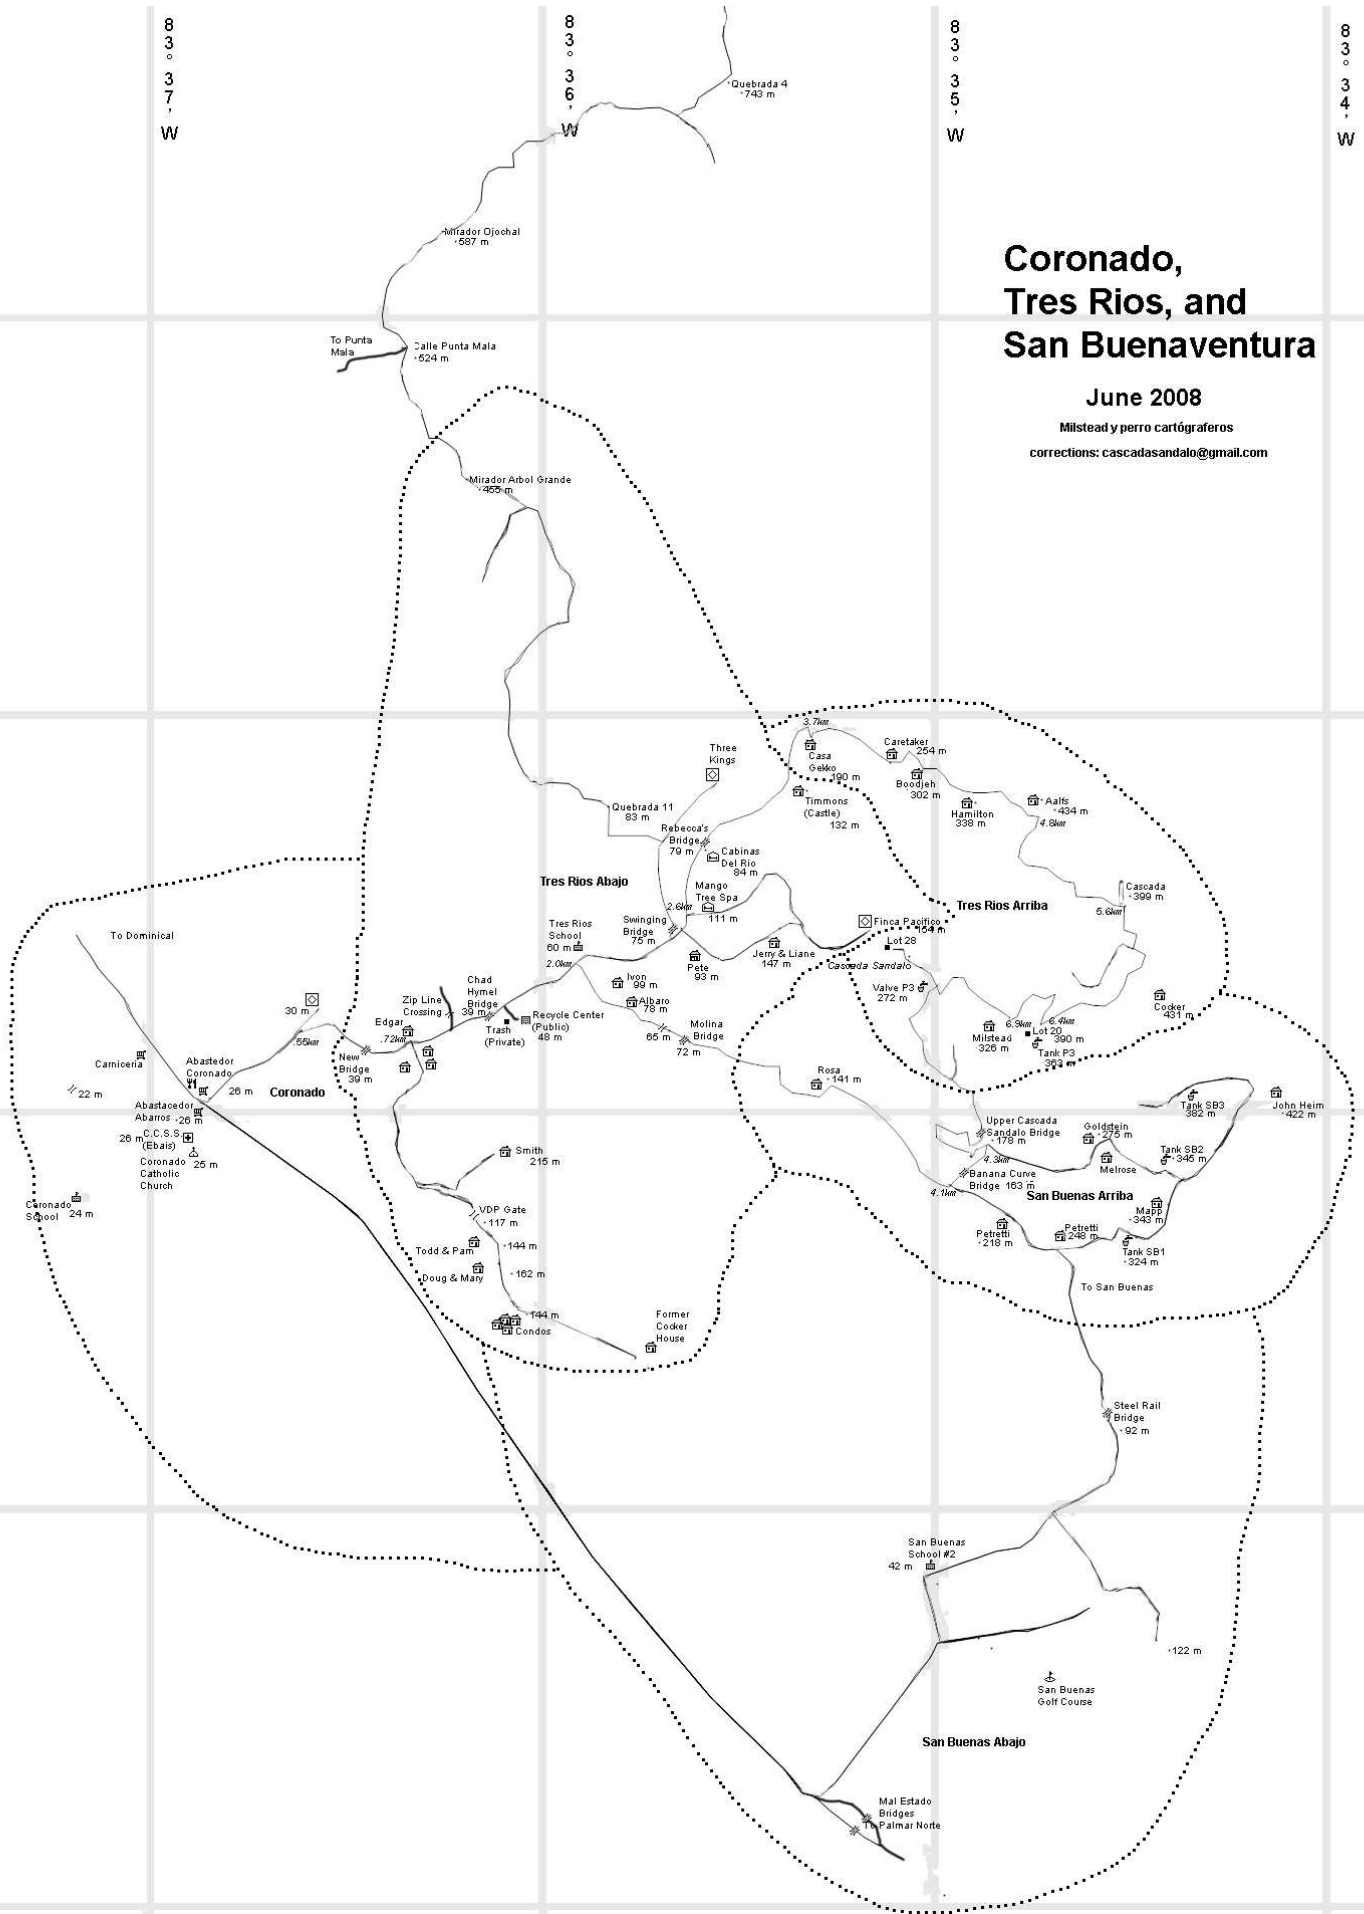 83° 37' W
83° 36' W
83° 35' W
83° 34' W
Quebrada 4
743 m
Mirador Ojochal
587 m
Coronado,
Tres Rios, and
San Buenaventura
June 2008
Milstead y perro cartógraferos
corrections: cascadasandalo@gmail.com
To Punta
Mala
Calle Punta Mala
524 m
Mirador Arbol Grande
455 m
3.7km
Three
Kings
Casa
Gekko
190 m
Caretaker
254 m
Boodjeh
302 m
Timmons
(Castle)
132 m
Hamilton
338 m
Aalfs
434 m
4.8km
Quebrada 11
83 m
Rebecca's
Bridge
79 m
Cabinas
Del Rio
84 m
Tres Rios Abajo
Mango
Tree Spa
111 m
2.6km
Cascada
399 m
5.6km
Tres Rios Arriba
Tres Rios
School
60 m
Swinging
Bridge
75 m
Finca Pacifico
154 m
Lot 28
To Dominical
2.0km
Pete
93 m
Jerry & Liane
147 m
Cascada Sandalo
Ivon
99 m
Albaro
78 m
Valve P3
272 m
Chad
Hymel
Bridge
39 m
Zip Line
Crossing
30 m
Cocker
431 m
Edgar
.72km
Trash
(Private)
Recycle Center
(Public)
48 m
65 m
Molina
Bridge
72 m
6.9km
6.4km
Milstead
326 m
Lot 20
390 m
Tank P3
363 m
.55km
New
Bridge
39 m
Carniceria
Abastedor
Coronado
26 m
Coronado
22 m
Rosa
141 m
Abastacedor
Abarros
26 m
26 m
C.C.S.S.
(Ebais)
Coronado
Catholic
Church
25 m
Tank SB3
382 m
John Heim
422 m
Upper Cascada
Sandalo Bridge
178 m
Goldstein
275 m
Melrose
Tank SB2
345 m
4.3km
Banana Curve
Bridge 163 m
4.1km
San Buenas Arriba
Smith
215 m
Coronado
School
24 m
Mapp
343 m
Petretti
218 m
Petretti
248 m
Tank SB1
324 m
VDP Gate
117 m
144 m
Todd & Pam
162 m
Doug & Mary
To San Buenas
144 m
Condos
Former
Cocker
House
Steel Rail
Bridge
92 m
San Buenas
School #2
42 m
122 m
San Buenas
Golf Course
San Buenas Abajo
Mal Estado
Bridges
To Palmar Norte